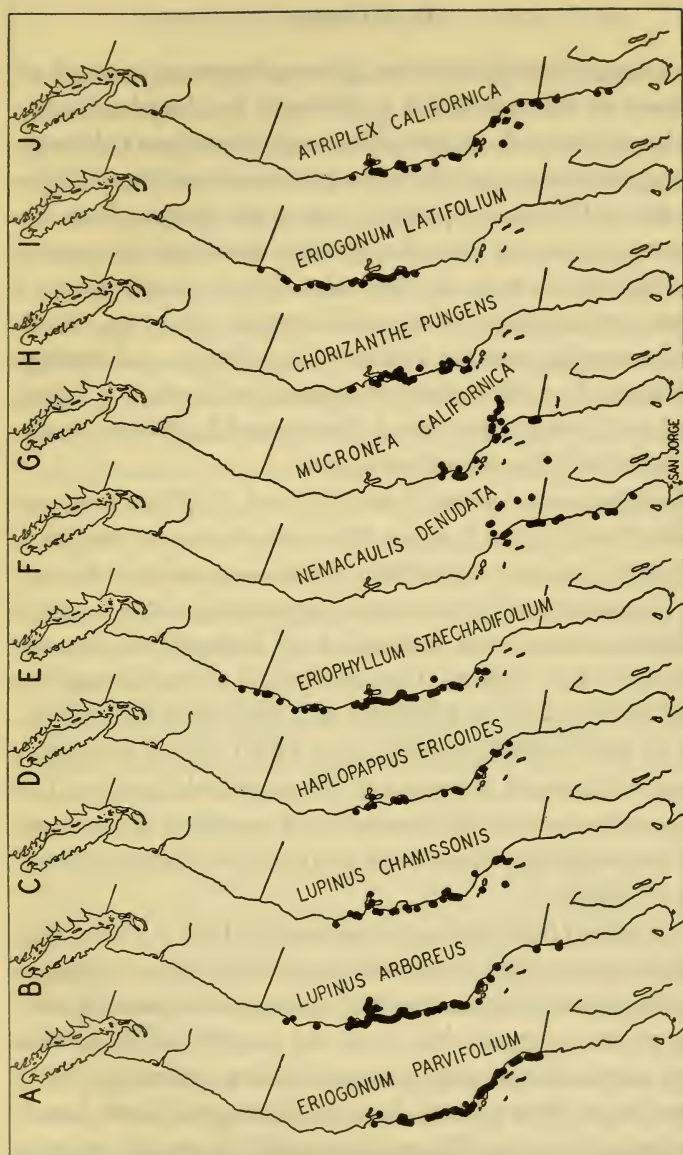 J
ATRIPLEX CALIFORNICA
I
ERIOGONUM LATIFOLIUM
H
CHORIZANTHE PUNGENS
G
MUCRONEA CALIFORNICA
F
NEMACAULIS DENUDATA
SAN JORGE
E
ERIOPHYLLUM STAECHADIFOLIUM
D
HAPLOPAPPUS ERICOIDES
C
LUPINUS CHAMISSONIS
B
LUPINUS ARBOREUS
A
ERIOGONUM PARVIFOLIUM